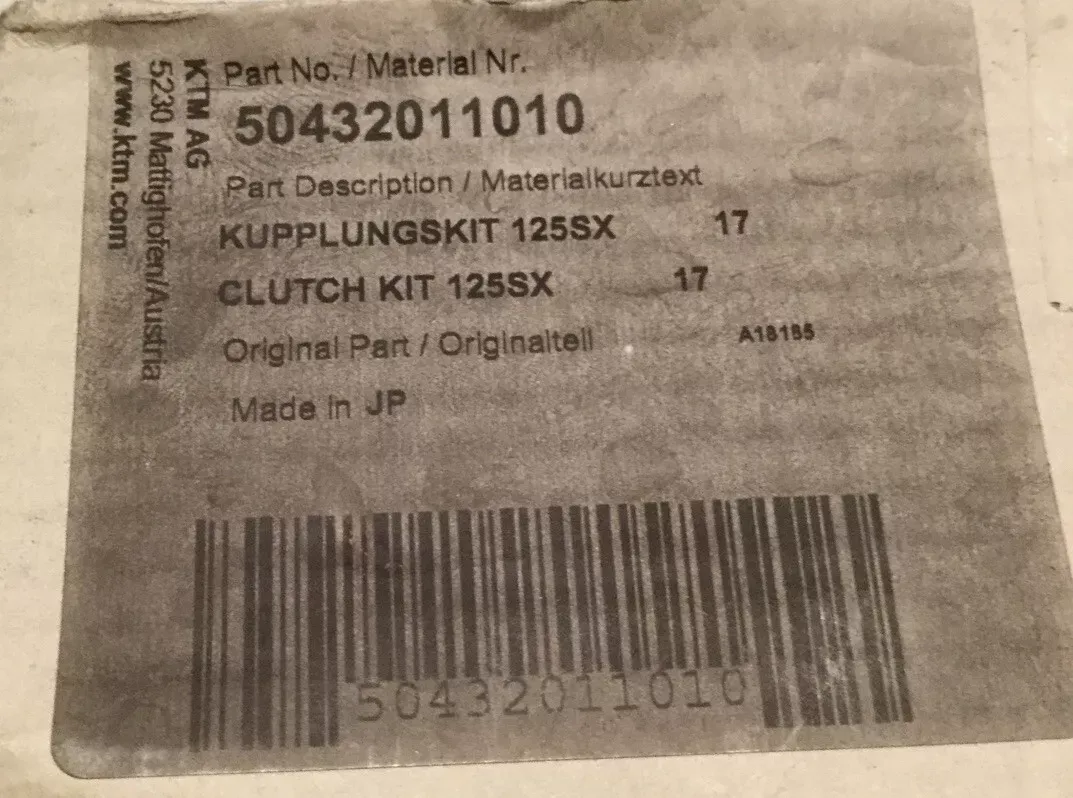 KTM AG
5230 Mattighofen/Austria
www.ktm.com
Part No. / Material Nr.
50432011010
Part Description / Materialkurztext
KUPPLUNGSKIT 125SX 17
CLUTCH KIT 125SX 17
Original Part / Originalteil A18185
Made in JP
50432011010